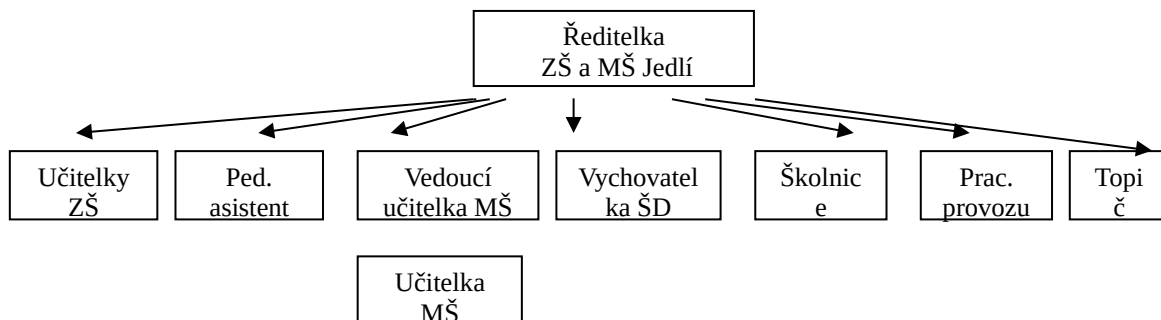 Ředitelka
ZŠ a MŠ Jedlí
Učitelky
ZŠ
Ped.
asistent
Vedoucí
učitelka MŠ
Vychovatel
ka ŠD
Školnic
e
Prac.
provozu
Topi
č
Učitelka
MŠ